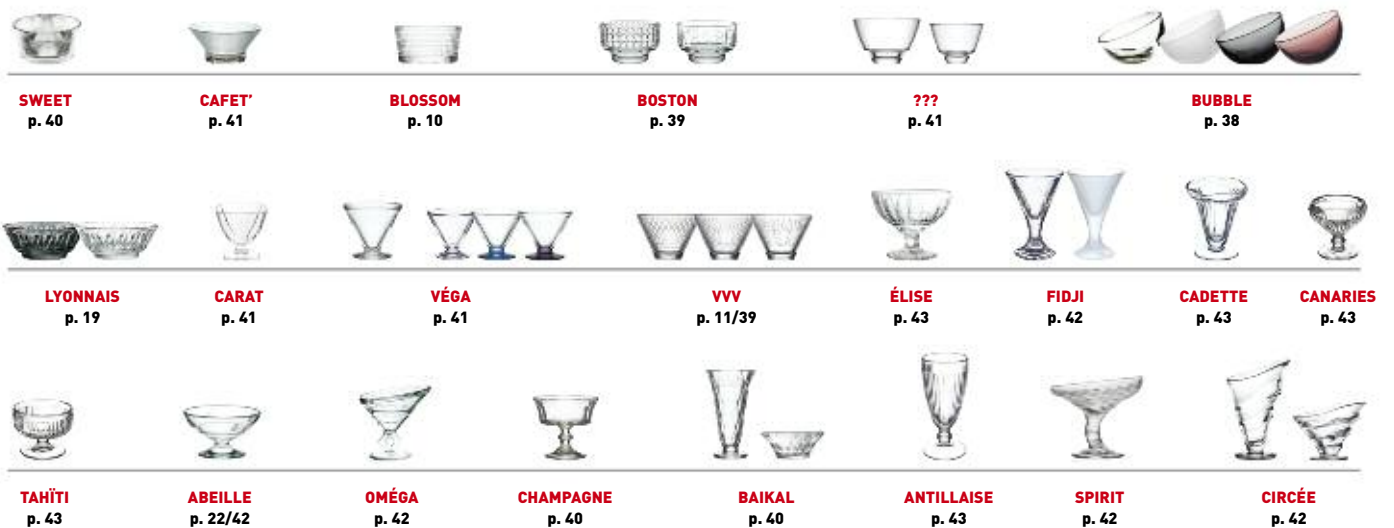 SWEET
p. 40
CAFET'
p. 41
BLOSSOM
p. 10
BOSTON
p. 39
???
p. 41
BUBBLE
p. 38
LYONNAIS
p. 19
CARAT
p. 41
VÉGA
p. 41
VVV
p. 11/39
ÉLISE
p. 43
FIDJI
p. 42
CADETTE
p. 43
CANARIES
p. 43
TAHÏTI
p. 43
ABEILLE
p. 22/42
OMÉGA
p. 42
CHAMPAGNE
p. 40
BAIKAL
p. 40
ANTILLAISE
p. 43
SPIRIT
p. 42
CIRCÉE
p. 42